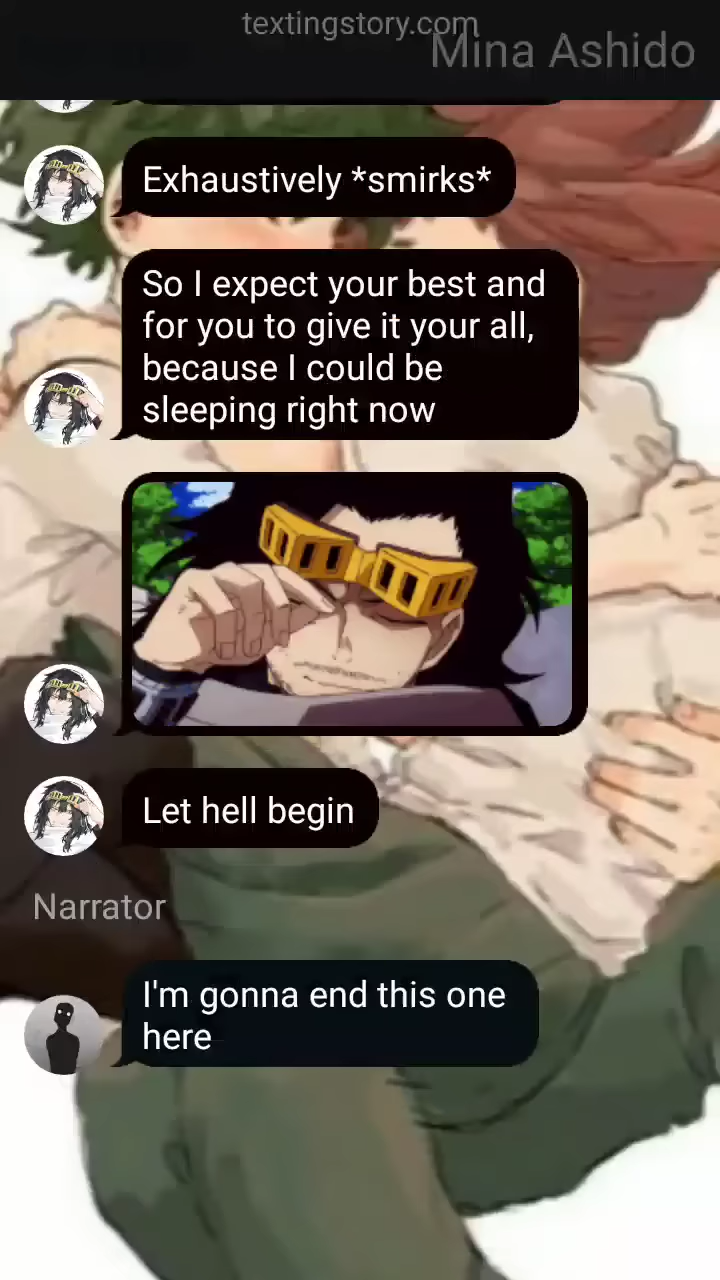 textingstory.com
Mina Ashido
Exhaustively *smirks*
So I expect your best and
for you to give it your all,
because I could be
sleeping right now
Let hell begin
Narrator
I'm gonna end this one
here